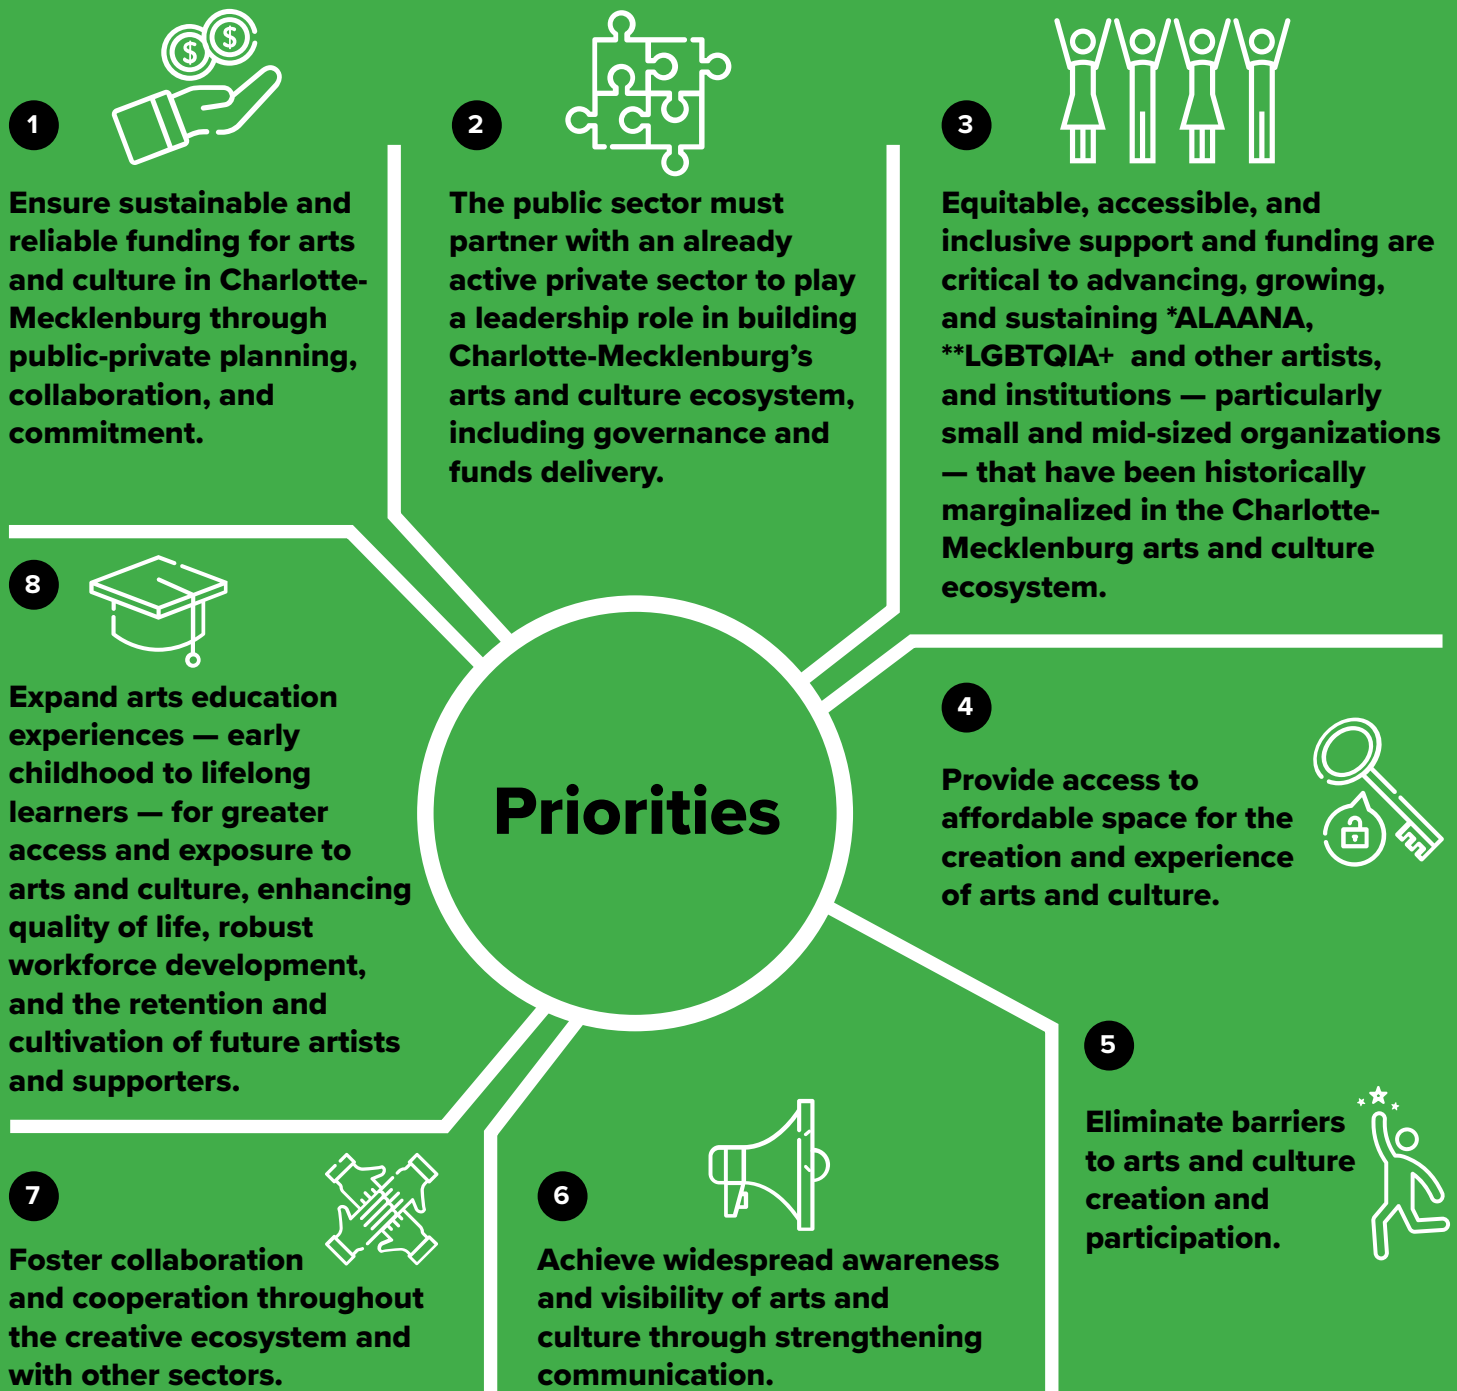 1
Ensure sustainable and
reliable funding for arts
and culture in Charlotte-
Mecklenburg through
public-private planning,
collaboration, and
commitment.
2
The public sector must
partner with an already
active private sector to play
a leadership role in building
Charlotte-Mecklenburg’s
arts and culture ecosystem,
including governance and
funds delivery.
3
Equitable, accessible, and
inclusive support and funding are
critical to advancing, growing,
and sustaining *ALAANA,
**LGBTQIA+ and other artists,
and institutions — particularly
small and mid-sized organizations
— that have been historically
marginalized in the Charlotte-
Mecklenburg arts and culture
ecosystem.
Priorities
4
Provide access to
affordable space for the
creation and experience
of arts and culture.
5
Eliminate barriers
to arts and culture
creation and
participation.
6
Achieve widespread awareness
and visibility of arts and
culture through strengthening
communication.
7
Foster collaboration
and cooperation throughout
the creative ecosystem and
with other sectors.
8
Expand arts education
experiences — early
childhood to lifelong
learners — for greater
access and exposure to
arts and culture, enhancing
quality of life, robust
workforce development,
and the retention and
cultivation of future artists
and supporters.